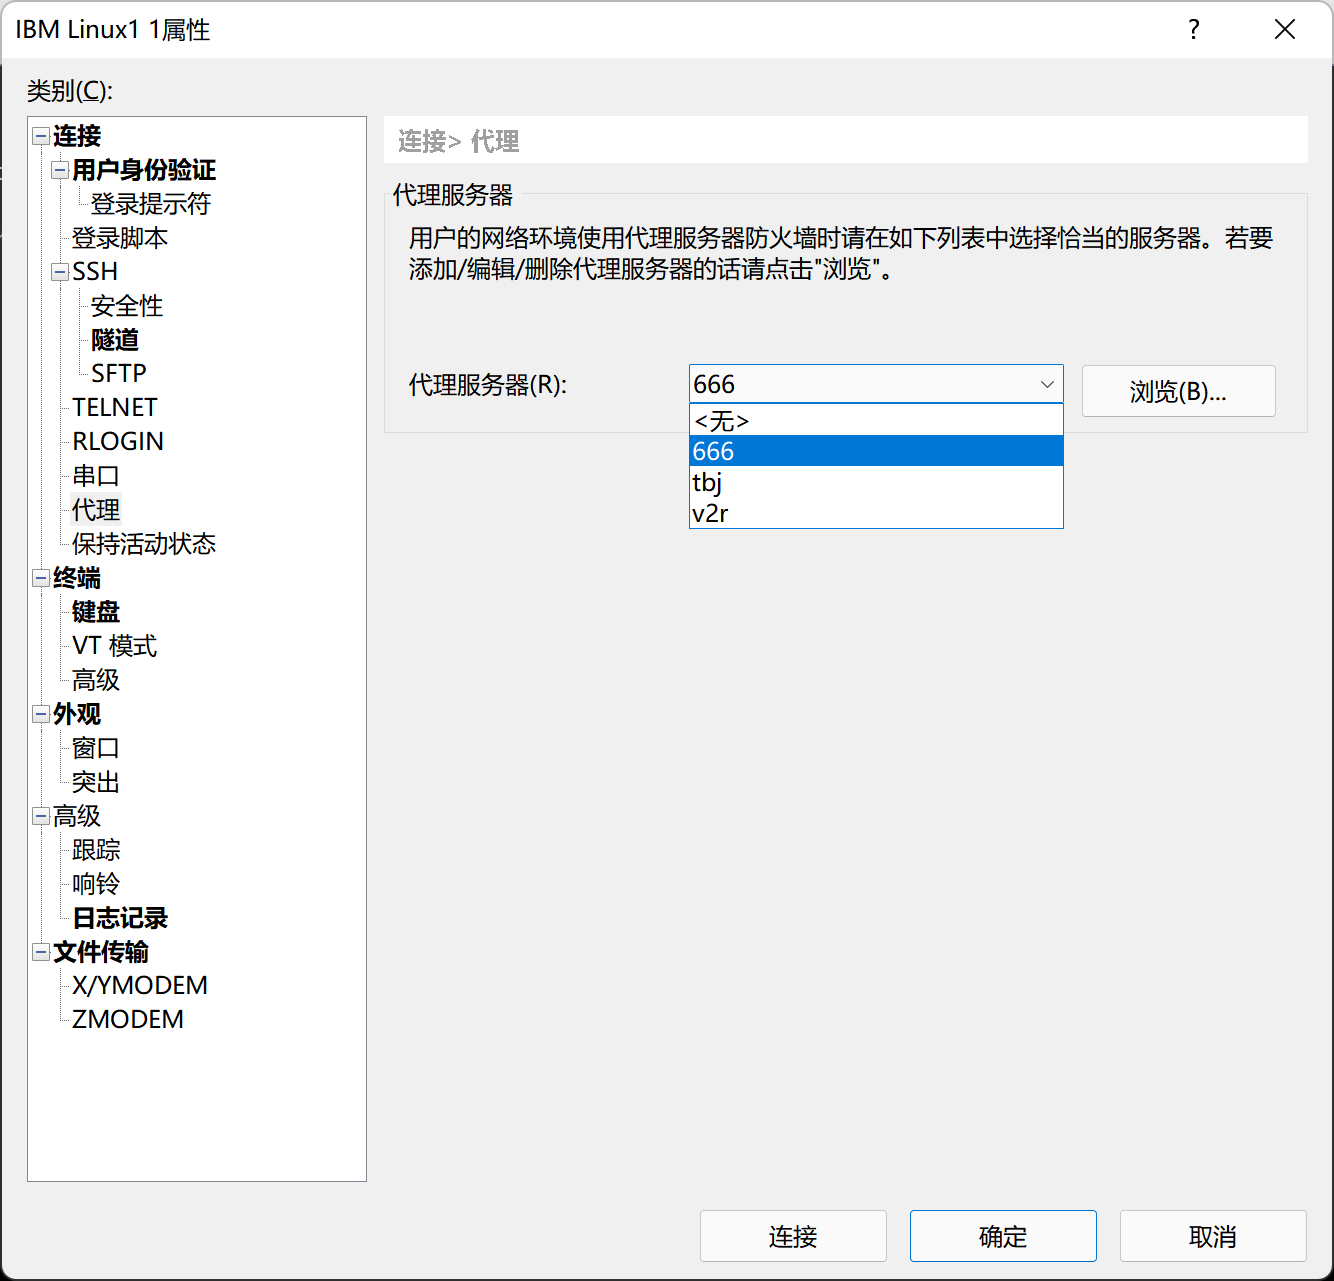 IBM Linux1 1属性
类别(C):
连接
用户身份验证
登录提示符
登录脚本
SSH
安全性
隧道
SFTP
TELNET
RLOGIN
串口
代理
保持活动状态
终端
键盘
VT 模式
高级
外观
窗口
突出
高级
跟踪
响铃
日志记录
文件传输
X/YMODEM
ZMODEM
连接> 代理
代理服务器
用户的网络环境使用代理服务器防火墙时请在如下列表中选择恰当的服务器。若要
添加/编辑/删除代理服务器的话请点击"浏览"。
代理服务器(R):
666
浏览(B)...
<无>
666
tbj
v2r
连接
确定
取消